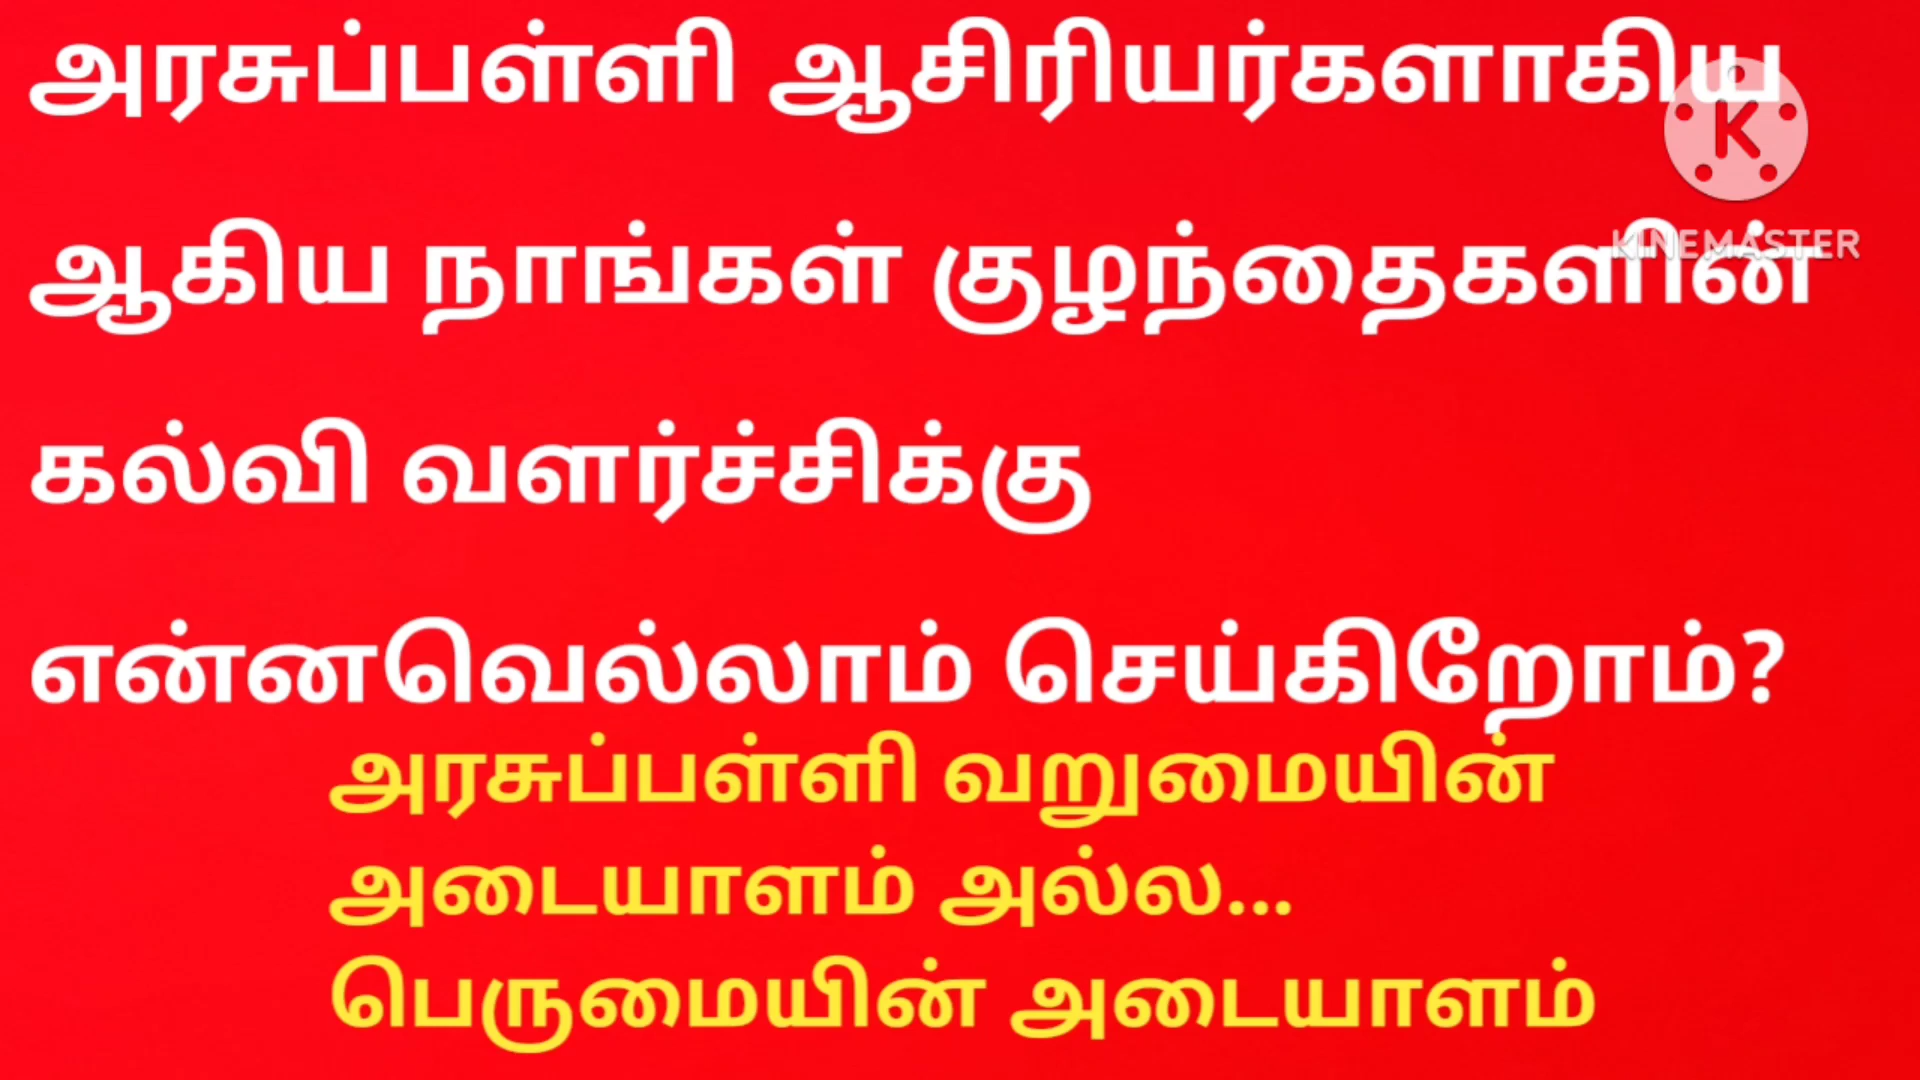 அரசுப்பள்ளி ஆசிரியர்களாகிய
ஆகிய நாங்கள் குழந்தைகளின்
கல்வி வளர்ச்சிக்கு
என்னவெல்லாம் செய்கிறோம்?
அரசுப்பள்ளி வறுமையின்
அடையாளம் அல்ல...
பெருமையின் அடையாளம்
K
KINEMASTER